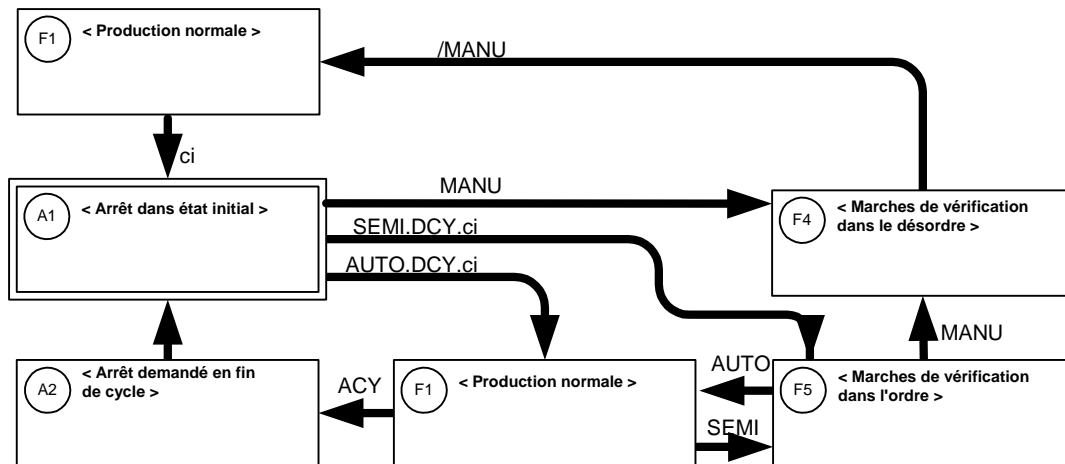 F1
< Production normale >
/MANU
ci
A1
< Arrêt dans état initial >
MANU
SEMI.DCY.ci
AUTO.DCY.ci
F4
< Marches de vérification
dans le désordre >
MANU
A2
< Arrêt demandé en fin
de cycle >
ACY
F1
< Production normale >
AUTO
SEMI
F5
< Marches de vérification
dans l'ordre >